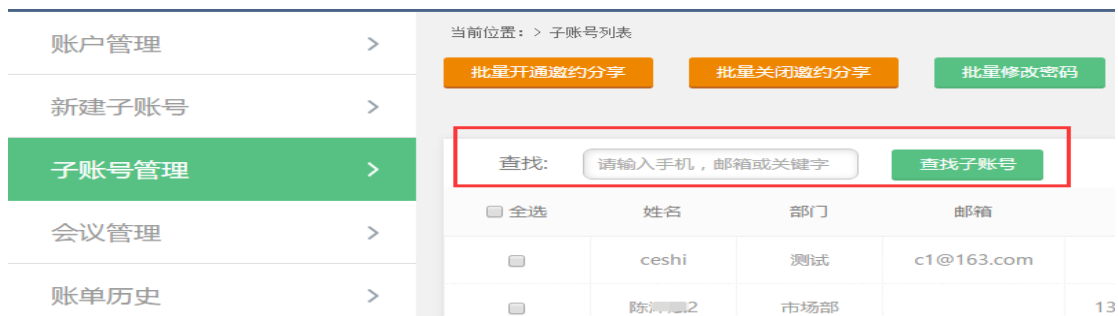 当前位置：> 子账号列表
账户管理 >
批量开通邀约分享 批量关闭邀约分享 批量修改密码
新建子账号 >
子账号管理 >
查找: 请输入手机，邮箱或关键字 查找子账号
全选 姓名 部门 邮箱
会议管理 >
ceshi 测试 c1@163.com
账单历史 >
陈 2 市场部 13